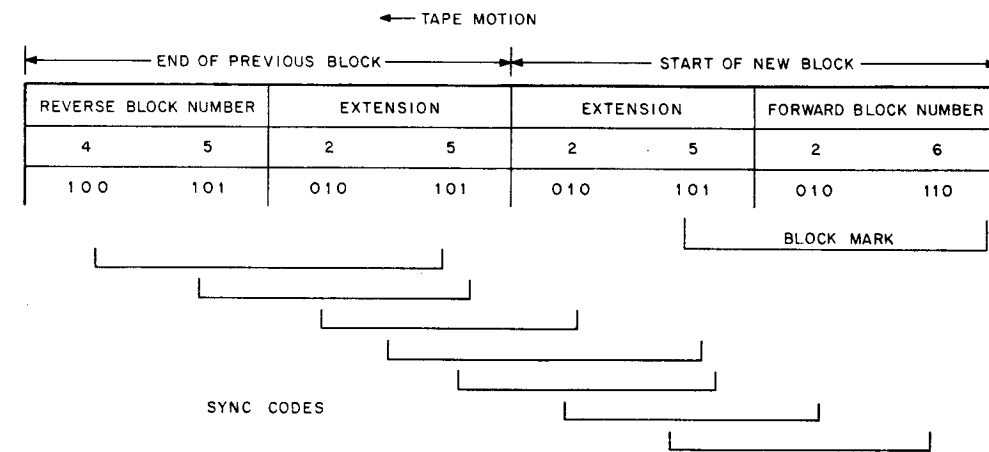 TAPE MOTION
END OF PREVIOUS BLOCK START OF NEW BLOCK
REVERSE BLOCK NUMBER EXTENSION EXTENSION FORWARD BLOCK NUMBER
4 5 2 5 2 5 2 6
100 101 010 101 010 101 010 110
BLOCK MARK
SYNC CODES